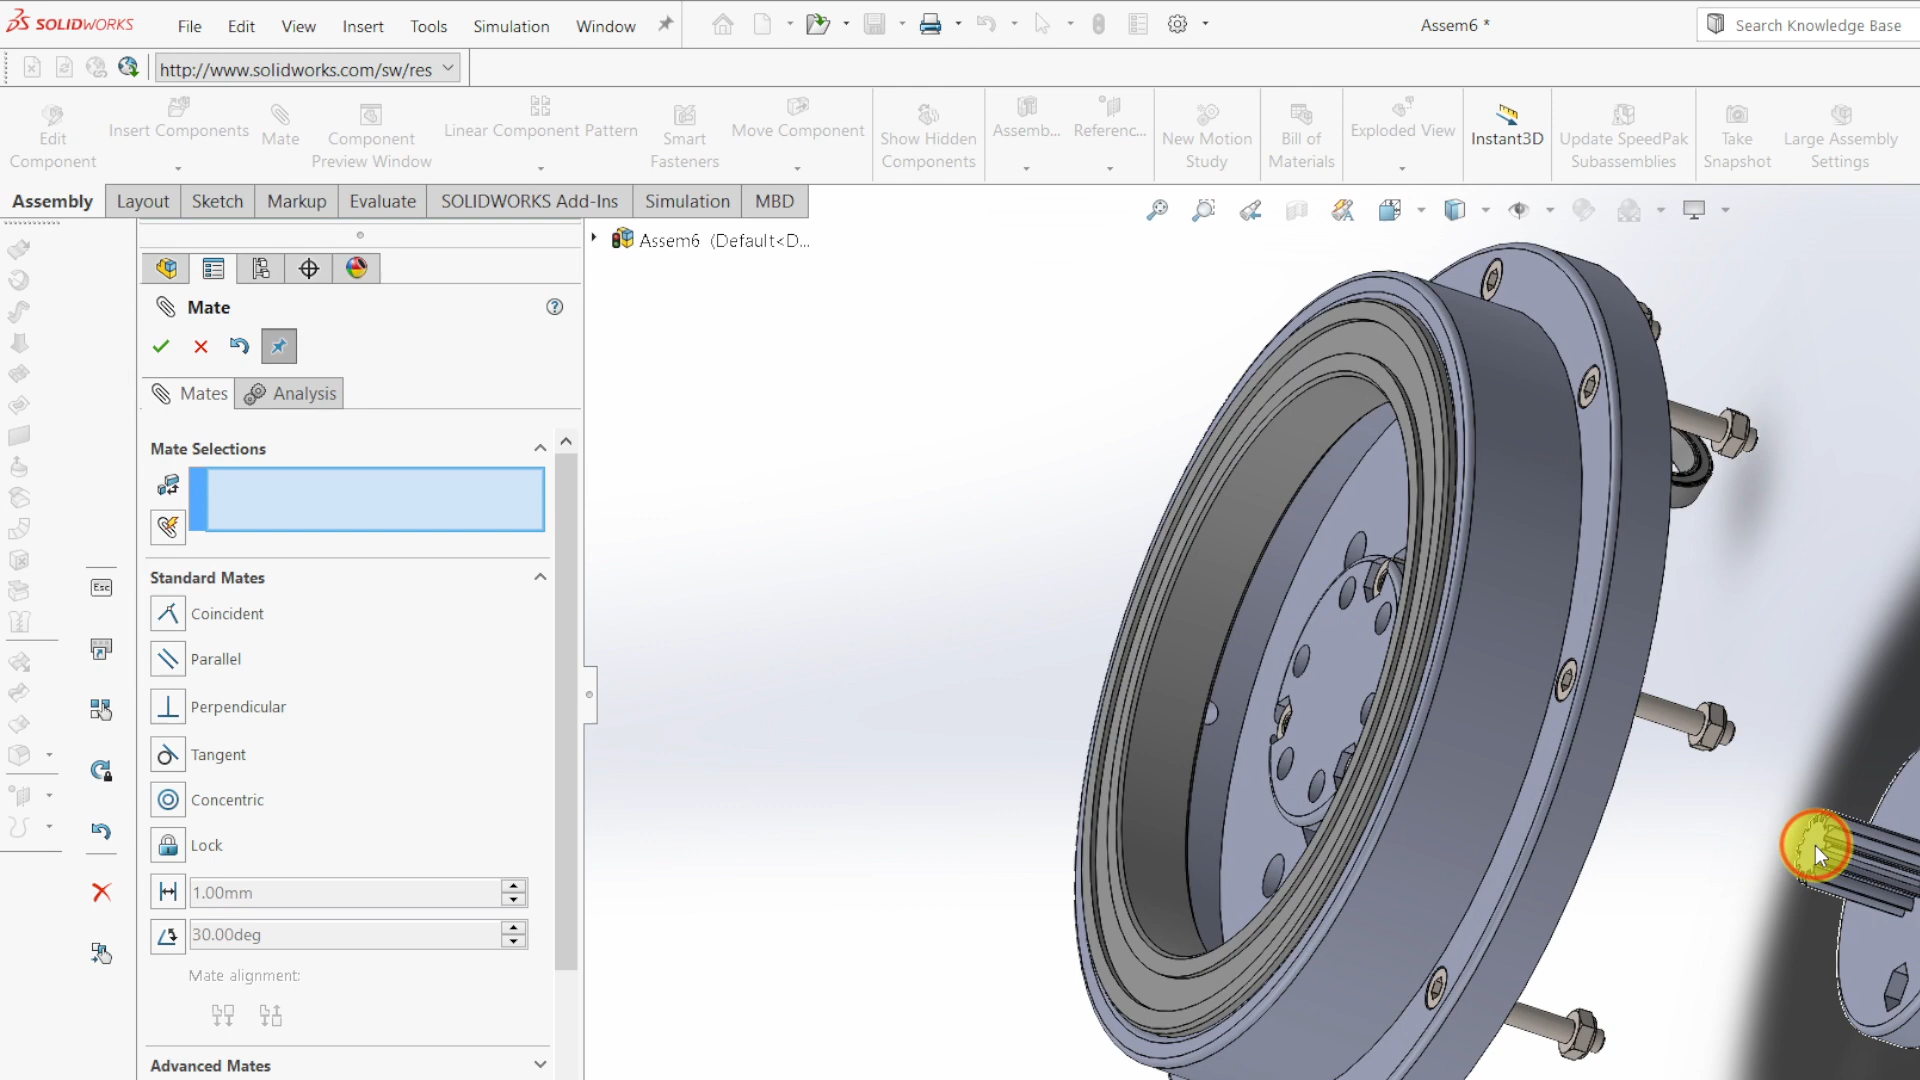 SOLIDWORKS File Edit View Insert Tools Simulation Window Assem6 * Search Knowledge Base
http://www.solidworks.com/sw/res
Edit Component Insert Components Mate Component Preview Window Linear Component Pattern Smart Fasteners Move Component Show Hidden Components Assemb... Referenc... New Motion Study Bill of Materials Exploded View Instant3D Update SpeedPak Subassemblies Take Snapshot Large Assembly Settings
Assembly Layout Sketch Markup Evaluate SOLIDWORKS Add-Ins Simulation MBD
Assem6 (Default<D...
Mate
Mates Analysis
Mate Selections
Standard Mates
Coincident
Esc
Parallel
Perpendicular
Tangent
Concentric
Lock
1.00mm
30.00deg
Mate alignment:
Advanced Mates